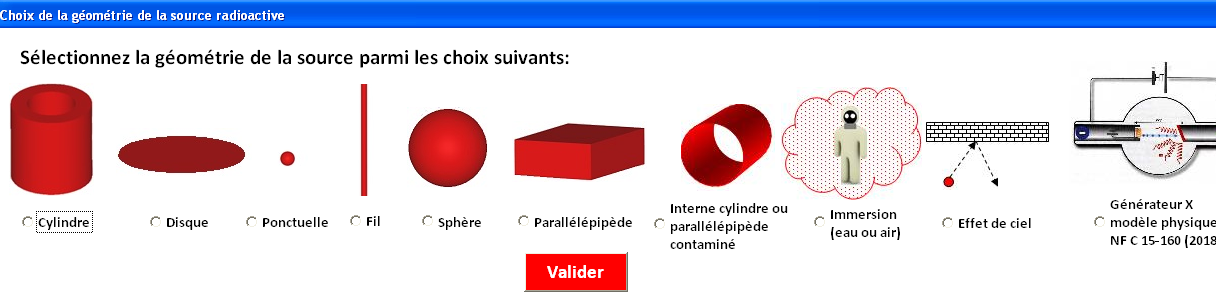 Choix de la géométrie de la source radioactive
Sélectionnez la géométrie de la source parmi les choix suivants:
Cylindre
Disque
Ponctuelle
Fil
Sphère
Parallélépipède
Interne cylindre ou
parallélépipède
contaminé
Immersion
(eau ou air)
Effet de ciel
Générateur X
modèle physique
NF C 15-160 (2018
Valider